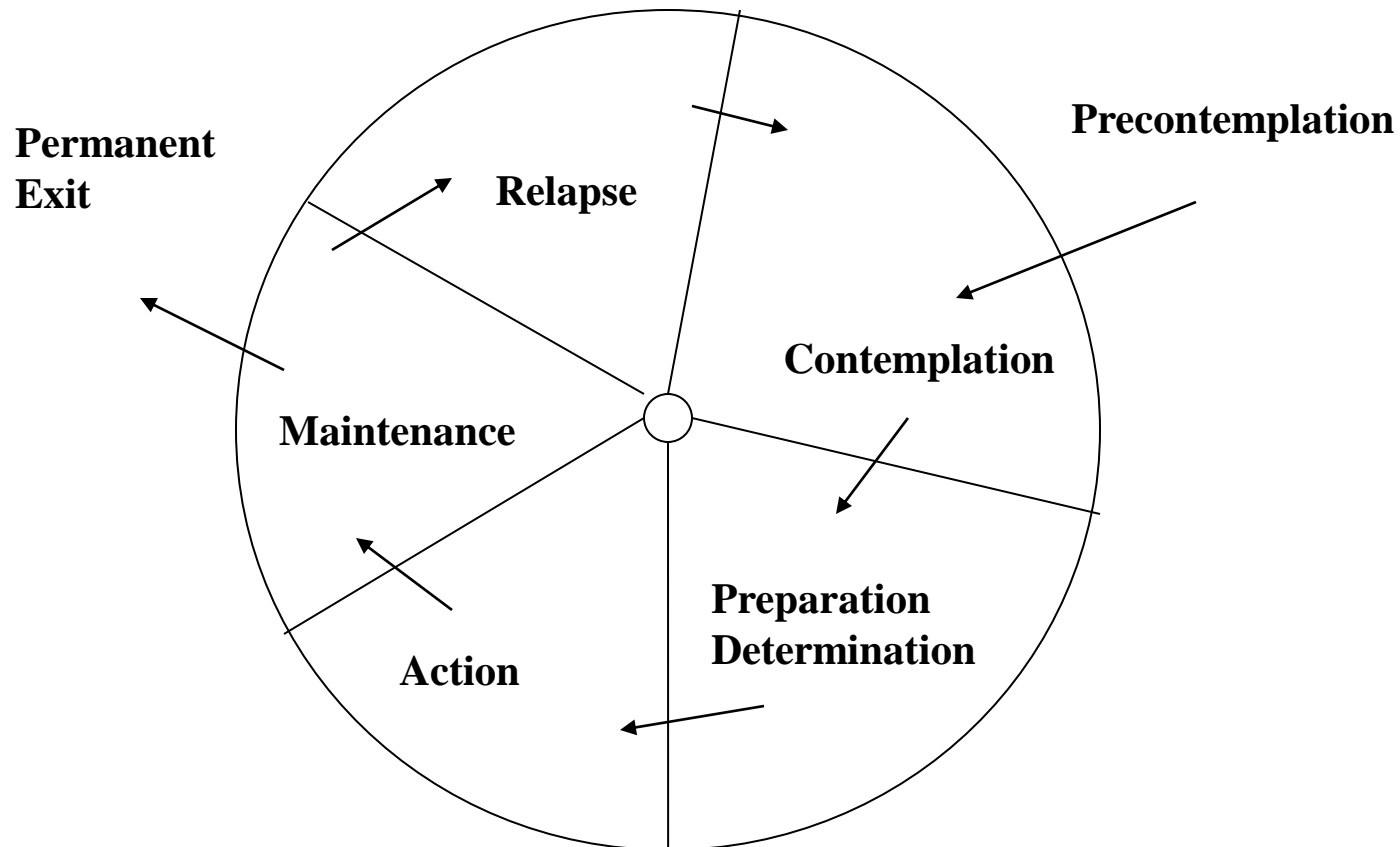 Precontemplation
Permanent
Exit
Relapse
Contemplation
Maintenance
Preparation
Determination
Action